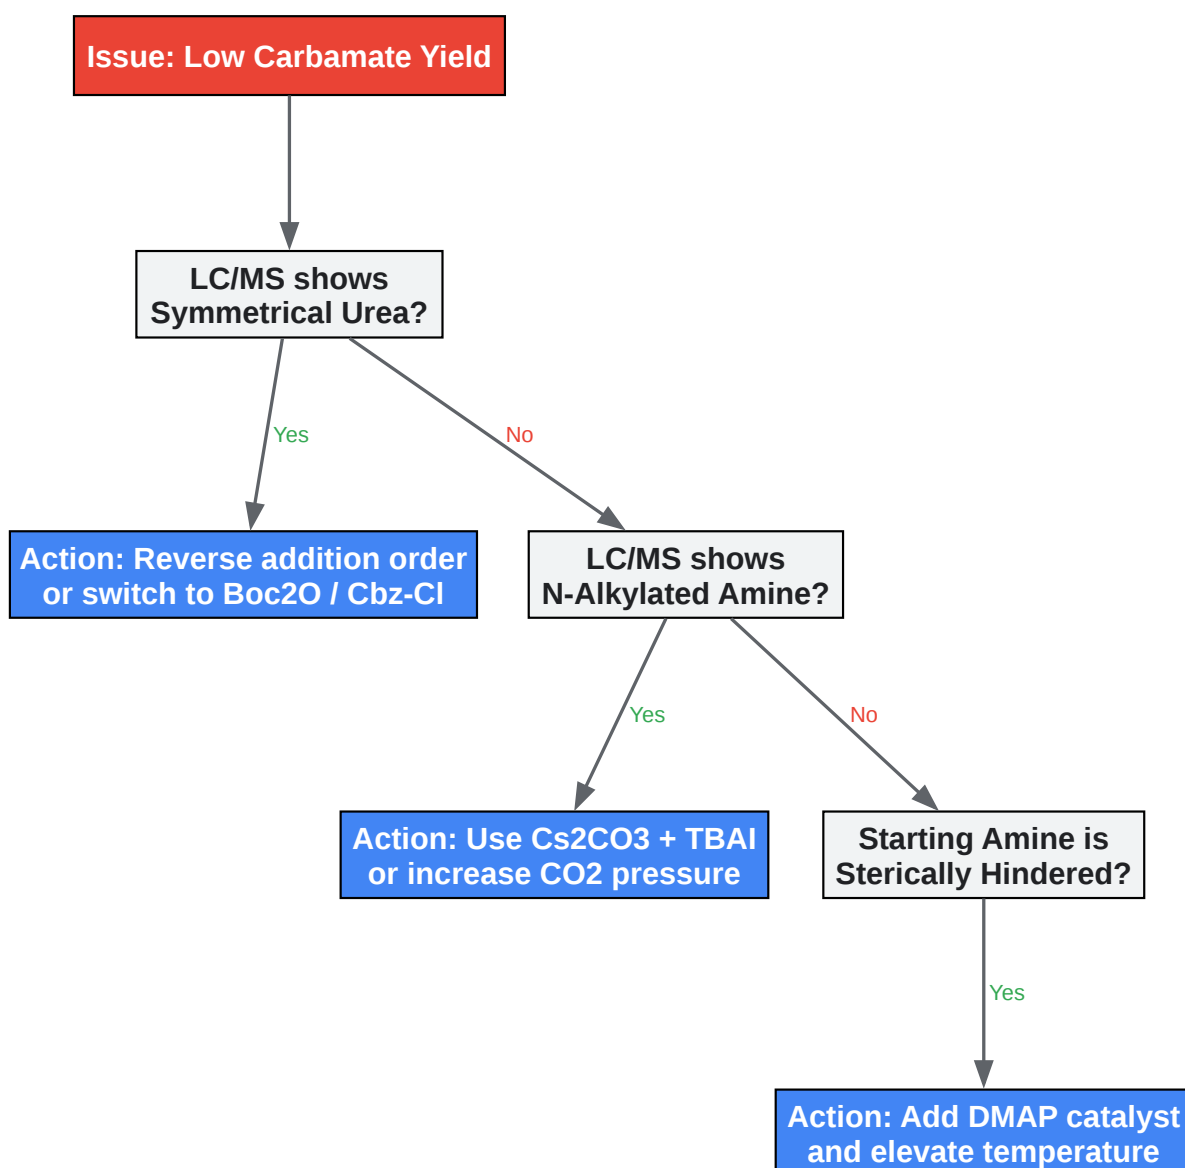 Issue: Low Carbamate Yield
LC/MS shows
Symmetrical Urea?
Yes
No
Action: Reverse addition order
or switch to Boc2O / Cbz-Cl
LC/MS shows
N-Alkylated Amine?
Yes
No
Action: Use Cs2CO3 + TBAI
or increase CO2 pressure
Starting Amine is
Sterically Hindered?
Yes
Action: Add DMAP catalyst
and elevate temperature